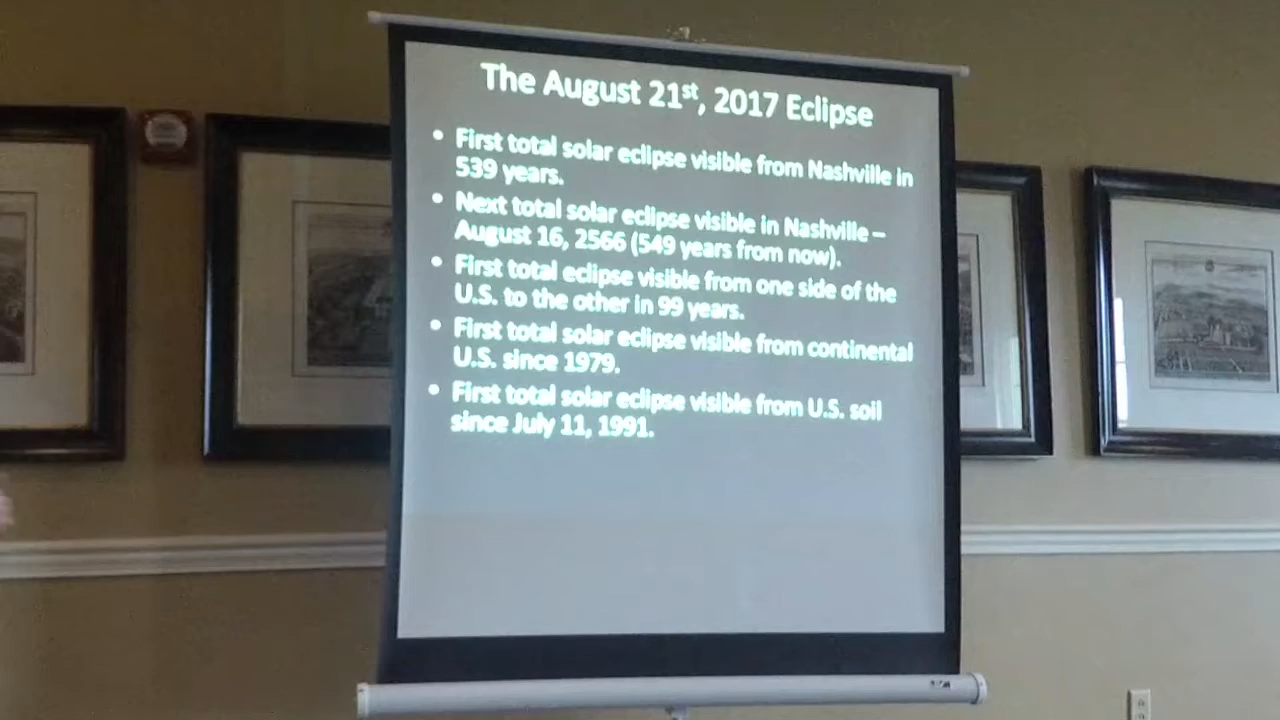 The August 21st, 2017 Eclipse
• First total solar eclipse visible from Nashville in
539 years.
• Next total solar eclipse visible in Nashville –
August 16, 2566 (549 years from now).
• First total eclipse visible from one side of the
U.S. to the other in 99 years.
• First total solar eclipse visible from continental
U.S. since 1979.
• First total solar eclipse visible from U.S. soil
since July 11, 1991.